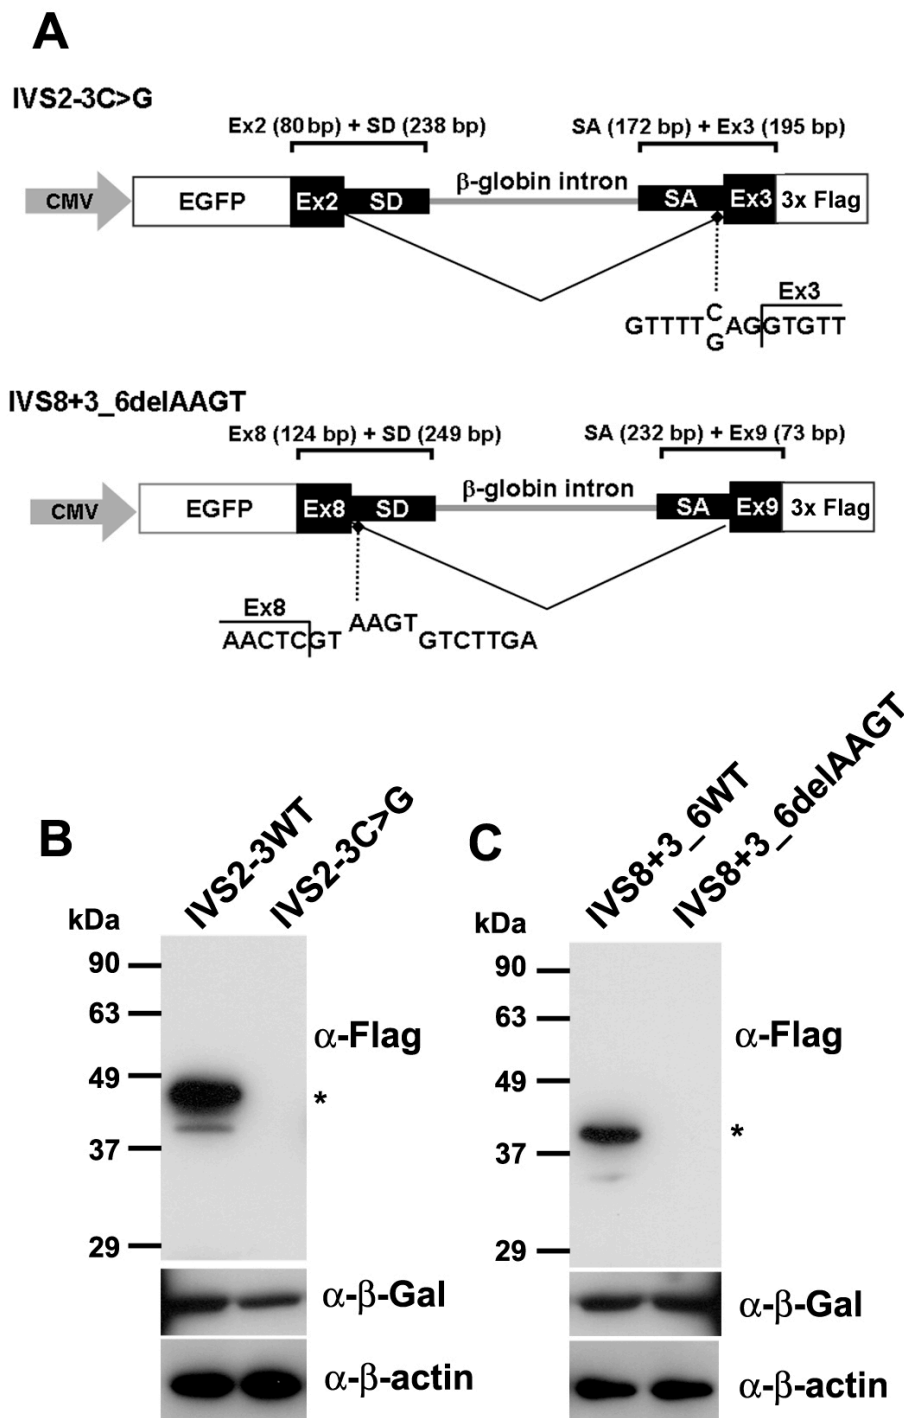 A
IVS2-3C>G
Ex2 (80 bp) + SD (238 bp)
SA (172 bp) + Ex3 (195 bp)
CMV
EGFP
Ex2
SD
β-globin intron
SA
Ex3
3x Flag
Ex3
GTTTT C AGGTGTT
G
IVS8+3_6delAAGT
Ex8 (124 bp) + SD (249 bp)
SA (232 bp) + Ex9 (73 bp)
CMV
EGFP
Ex8
SD
β-globin intron
SA
Ex9
3x Flag
Ex8
AACTCGT AAGT GTCTTGA
B
IVS2-3WT
IVS2-3C>G
kDa
90
63
49
37
29
α-Flag
*
α-β-Gal
α-β-actin
C
IVS8+3_6WT
IVS8+3_6delAAGT
kDa
90
63
49
37
29
α-Flag
*
α-β-Gal
α-β-actin